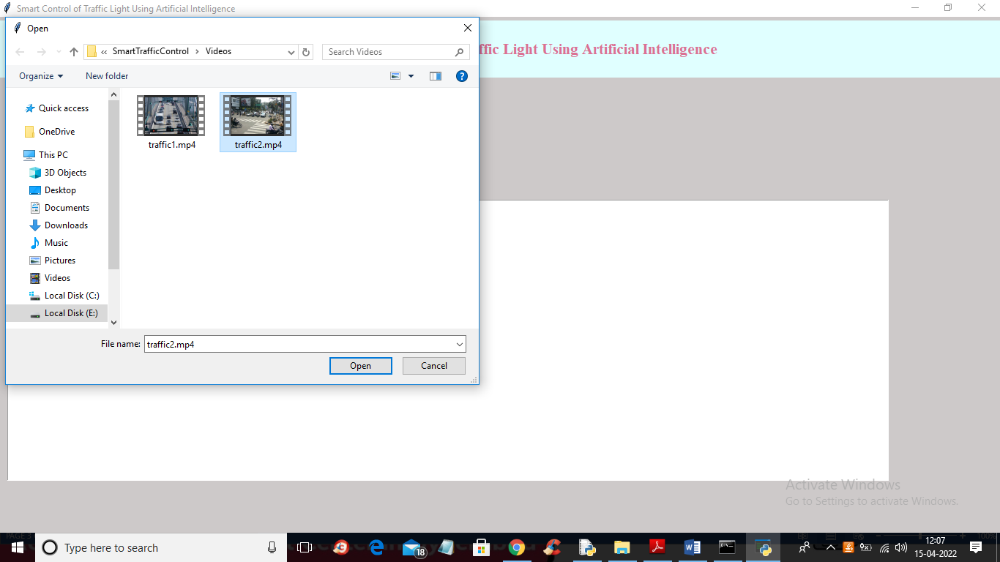 Smart Control of Traffic Light Using Artificial Intelligence
Open
« SmartTrafficControl › Videos
Search Videos
ffic Light Using Artificial Intelligence
Organize
New folder
Quick access
OneDrive
This PC
3D Objects
Desktop
Documents
Downloads
Music
Pictures
Videos
Local Disk (C:)
Local Disk (E:)
traffic1.mp4
traffic2.mp4
File name: traffic2.mp4
Open
Cancel
Activate Windows
Go to Settings to activate Windows.
PAGE 3
100%
Type here to search
18
12:07
15-04-2022